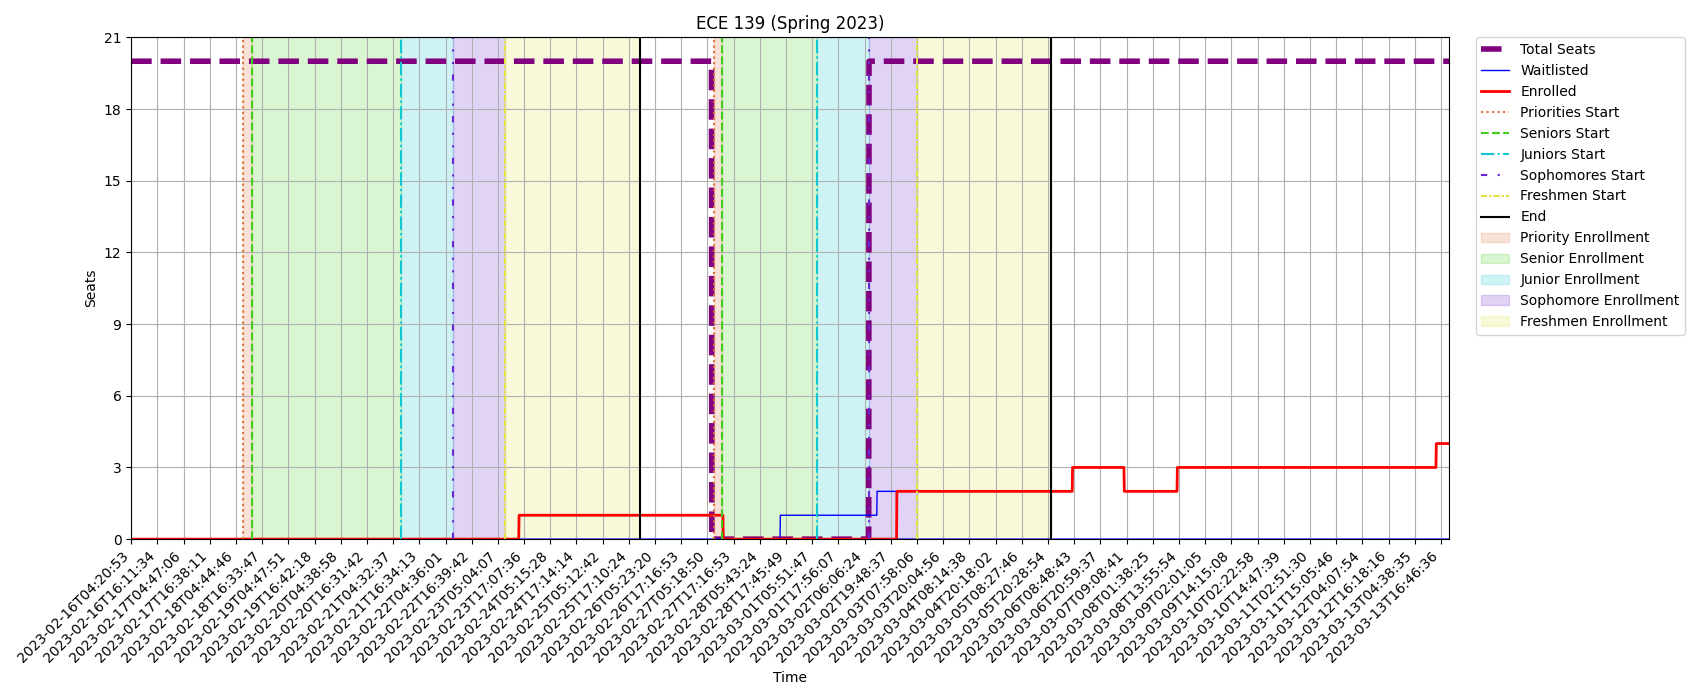 ECE 139 (Spring 2023)
21
18
15
12
9
6
3
0
Seats
2023-02-16T04:20:53
2023-02-16T16:11:34
2023-02-17T04:47:06
2023-02-17T16:38:11
2023-02-18T04:44:46
2023-02-18T16:33:47
2023-02-19T04:47:51
2023-02-19T16:42:18
2023-02-20T04:38:58
2023-02-20T16:31:42
2023-02-21T04:32:37
2023-02-21T16:34:13
2023-02-22T04:36:01
2023-02-22T16:39:42
2023-02-23T05:04:07
2023-02-23T17:07:36
2023-02-24T05:15:28
2023-02-24T17:14:14
2023-02-25T05:12:42
2023-02-25T17:10:24
2023-02-26T05:23:20
2023-02-26T17:16:53
2023-02-27T05:18:50
2023-02-27T17:16:53
2023-02-28T05:43:24
2023-02-28T17:45:49
2023-03-01T05:51:47
2023-03-01T17:56:07
2023-03-02T06:06:24
2023-03-02T19:48:37
2023-03-03T07:58:06
2023-03-03T20:04:56
2023-03-04T08:14:38
2023-03-04T20:18:02
2023-03-05T08:27:46
2023-03-05T20:28:54
2023-03-06T08:48:43
2023-03-06T20:59:37
2023-03-07T09:08:41
2023-03-08T01:38:25
2023-03-08T13:55:54
2023-03-09T02:01:05
2023-03-09T14:15:08
2023-03-10T02:22:58
2023-03-10T14:47:39
2023-03-11T02:51:30
2023-03-11T15:05:46
2023-03-12T04:07:54
2023-03-12T16:18:16
2023-03-13T04:38:35
2023-03-13T16:46:36
Time
Total Seats
Waitlisted
Enrolled
Priorities Start
Seniors Start
Juniors Start
Sophomores Start
Freshmen Start
End
Priority Enrollment
Senior Enrollment
Junior Enrollment
Sophomore Enrollment
Freshmen Enrollment